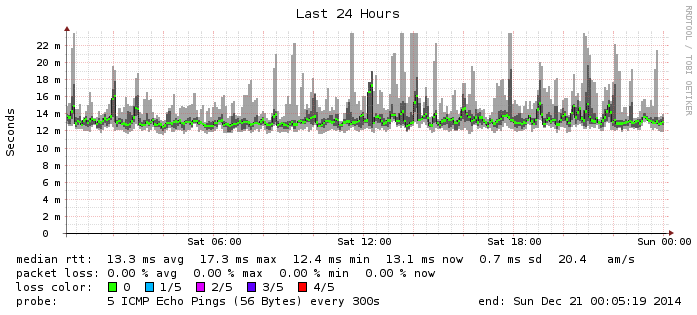 Last 24 Hours
RRDTOOL / TOBI OETIKER
Seconds
22 m
20 m
18 m
16 m
14 m
12 m
10 m
8 m
6 m
4 m
2 m
0
Sat 06:00 Sat 12:00 Sat 18:00 Sun 00:00
median rtt: 13.3 ms avg 17.3 ms max 12.4 ms min 13.1 ms now 0.7 ms sd 20.4 am/s
packet loss: 0.00 % avg 0.00 % max 0.00 % min 0.00 % now
loss color: 0 1/5 2/5 3/5 4/5
probe: 5 ICMP Echo Pings (56 Bytes) every 300s end: Sun Dec 21 00:05:19 2014